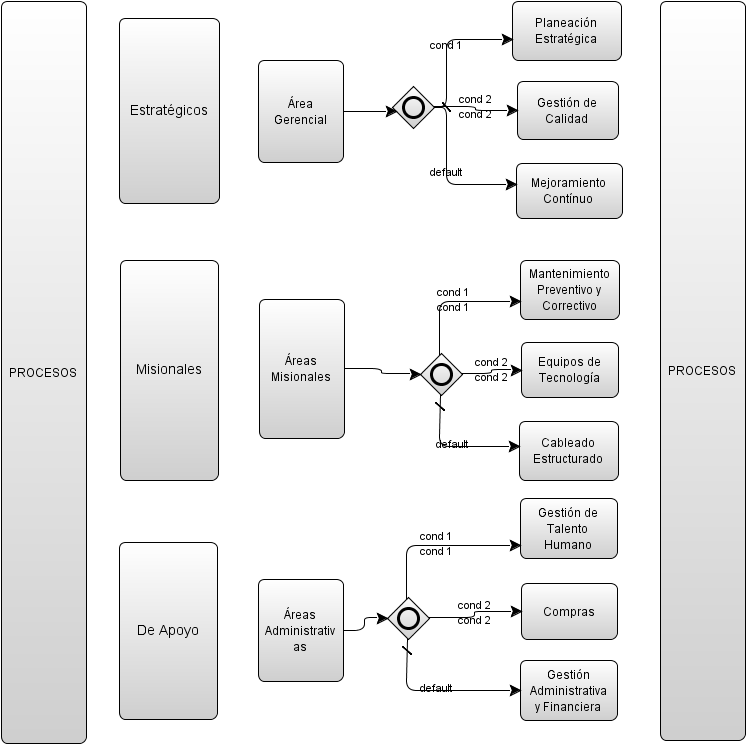 PROCESOS
Estratégicos
Área
Gerencial
cond 1
Planeación
Estratégica
cond 2
cond 2
Gestión de
Calidad
default
Mejoramiento
Contínuo
Misionales
Áreas
Misionales
cond 1
cond 1
Mantenimiento
Preventivo y
Correctivo
cond 2
cond 2
Equipos de
Tecnología
default
Cableado
Estructurado
De Apoyo
Áreas
Administrativ
as
cond 1
cond 1
Gestión de
Talento
Humano
cond 2
cond 2
Compras
default
Gestión
Administrativa
y Financiera
PROCESOS